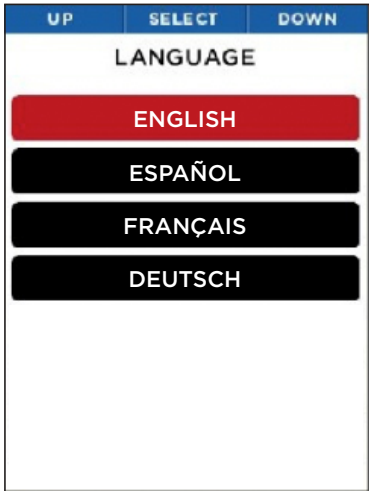 UP SELECT DOWN
LANGUAGE
ENGLISH
ESPAÑOL
FRANÇAIS
DEUTSCH